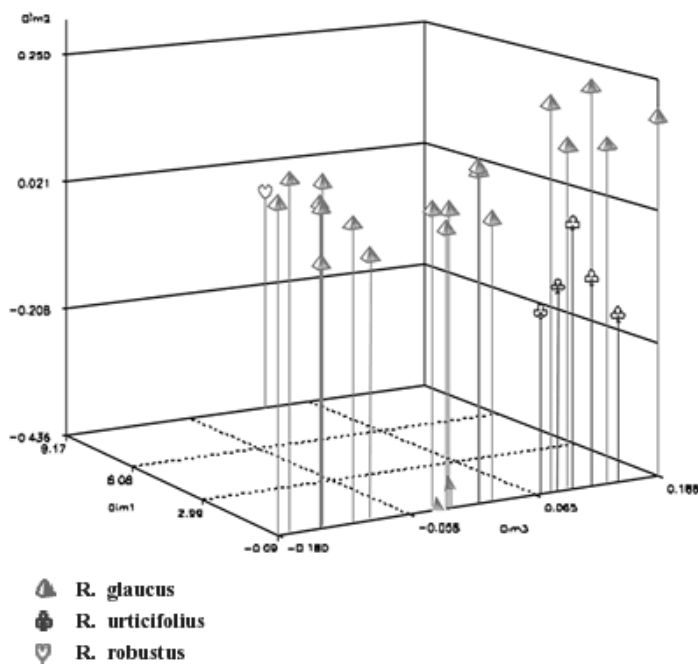 Dim2
0.250
0.021
-0.208
-0.436
9.17
6.08
Dim1
2.99
-0.09
-0.180
-0.058
Dim3
0.065
0.188
R. glaucus
R. urticifolius
R. robustus